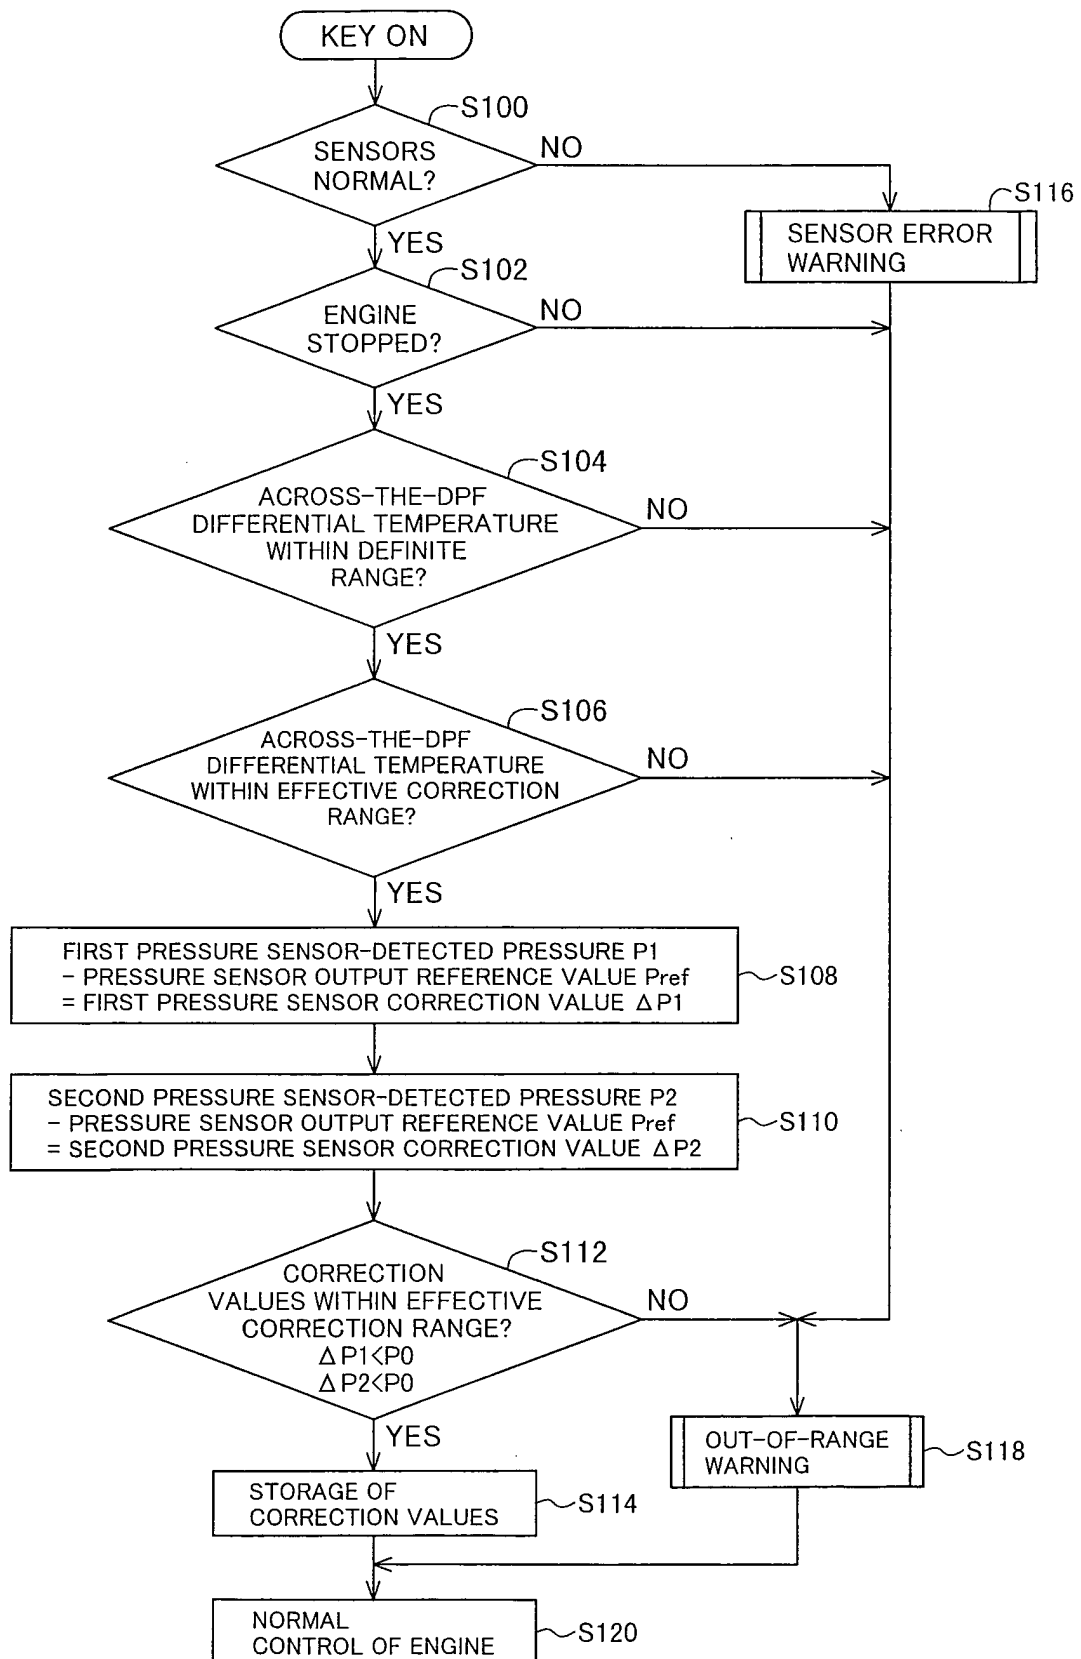 KEY ON
S100
SENSORS
NORMAL?
NO
YES
S116
SENSOR ERROR
WARNING
S102
ENGINE
STOPPED?
NO
YES
S104
ACROSS-THE-DPF
DIFFERENTIAL TEMPERATURE
WITHIN DEFINITE
RANGE?
NO
YES
S106
ACROSS-THE-DPF
DIFFERENTIAL TEMPERATURE
WITHIN EFFECTIVE CORRECTION
RANGE?
NO
YES
FIRST PRESSURE SENSOR-DETECTED PRESSURE P1
- PRESSURE SENSOR OUTPUT REFERENCE VALUE Pref
= FIRST PRESSURE SENSOR CORRECTION VALUE ΔP1
S108
SECOND PRESSURE SENSOR-DETECTED PRESSURE P2
- PRESSURE SENSOR OUTPUT REFERENCE VALUE Pref
= SECOND PRESSURE SENSOR CORRECTION VALUE ΔP2
S110
S112
CORRECTION
VALUES WITHIN EFFECTIVE
CORRECTION RANGE?
ΔP1<P0
ΔP2<P0
NO
YES
OUT-OF-RANGE
WARNING
S118
STORAGE OF
CORRECTION VALUES
S114
NORMAL
CONTROL OF ENGINE
S120